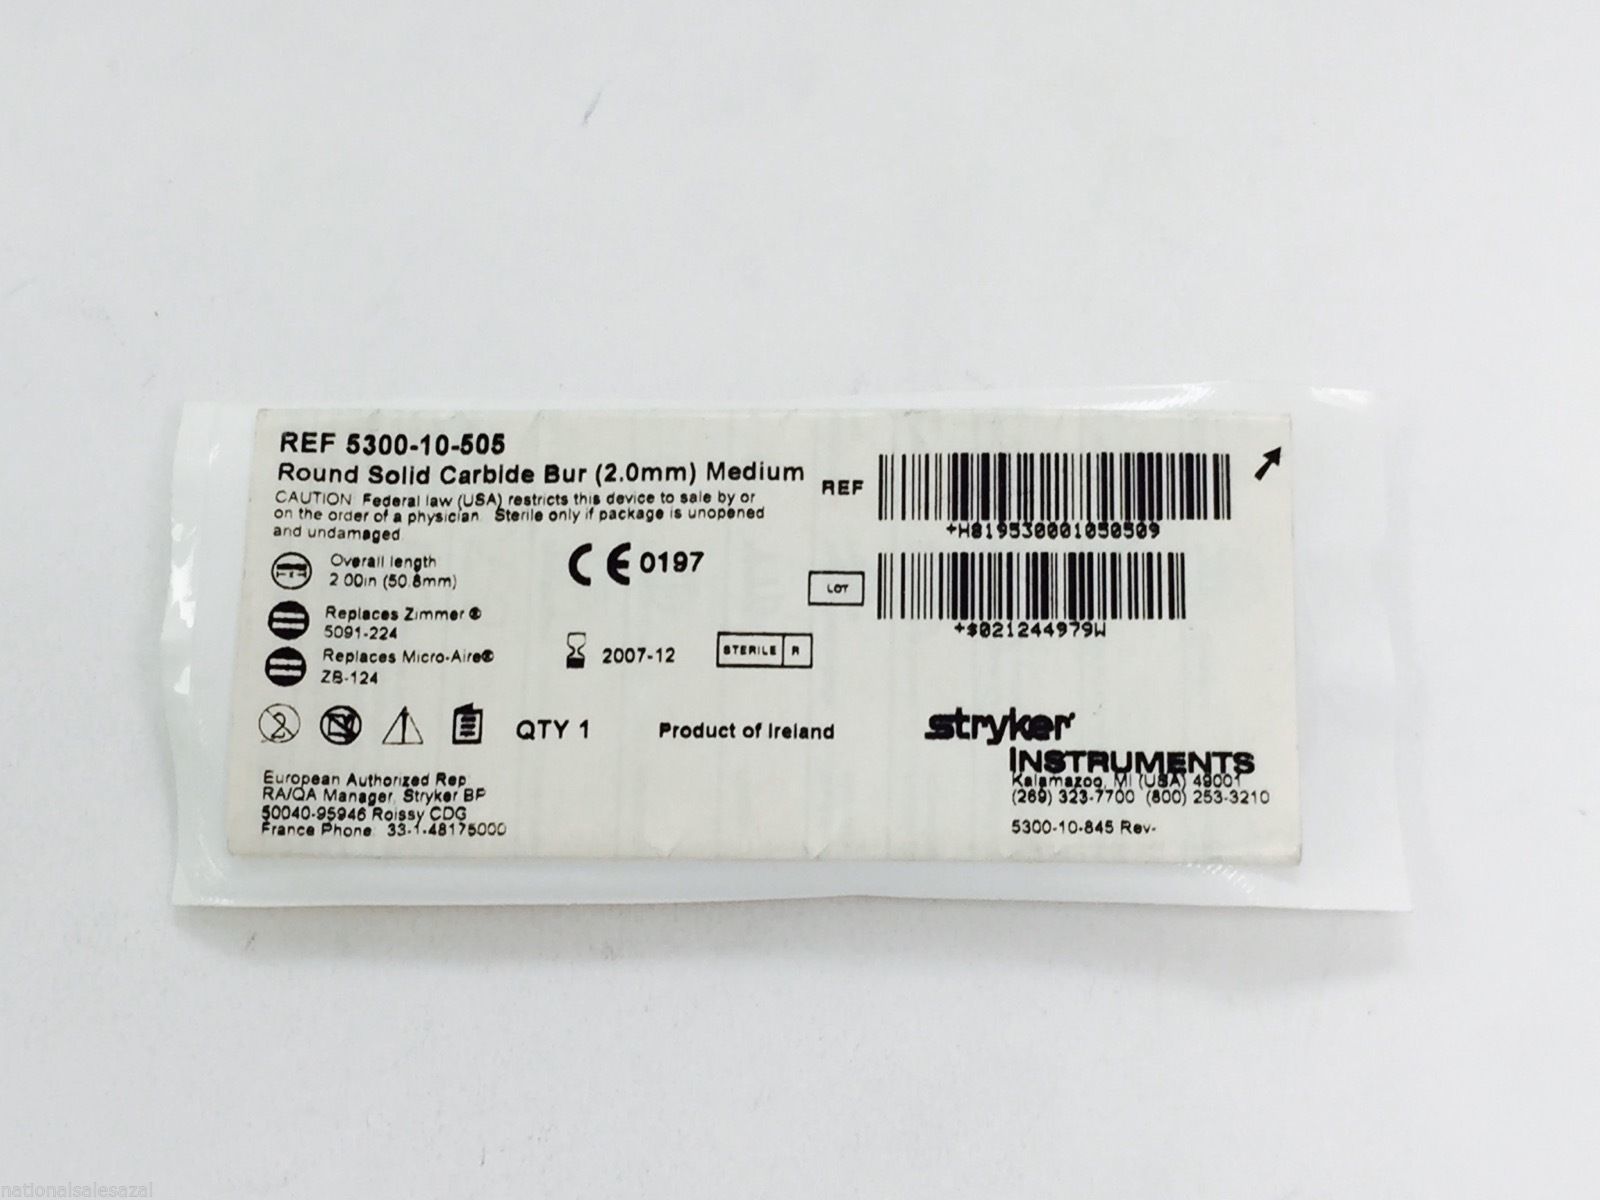 REF 5300-10-505
Round Solid Carbide Bur (2.0mm) Medium
CAUTION: Federal law (USA) restricts this device to sale by or
on the order of a physician. Sterile only if package is unopened
and undamaged.
Overall length
2.00in (50.8mm)
Replaces Zimmer®
5091-224
Replaces Micro-Aire®
ZB-124
CE 0197
2007-12
STERILE R
REF
+H819530001050509
LOT
+$021244979W
2
QTY 1
Product of Ireland
stryker
INSTRUMENTS
Kalamazoo, MI (USA) 49001
(269) 323-7700 (800) 253-3210
5300-10-845 Rev-
European Authorized Rep:
RA/QA Manager, Stryker BP
50040-95946 Roissy CDG
France Phone: 33-1-48175000
nationalsalesazal